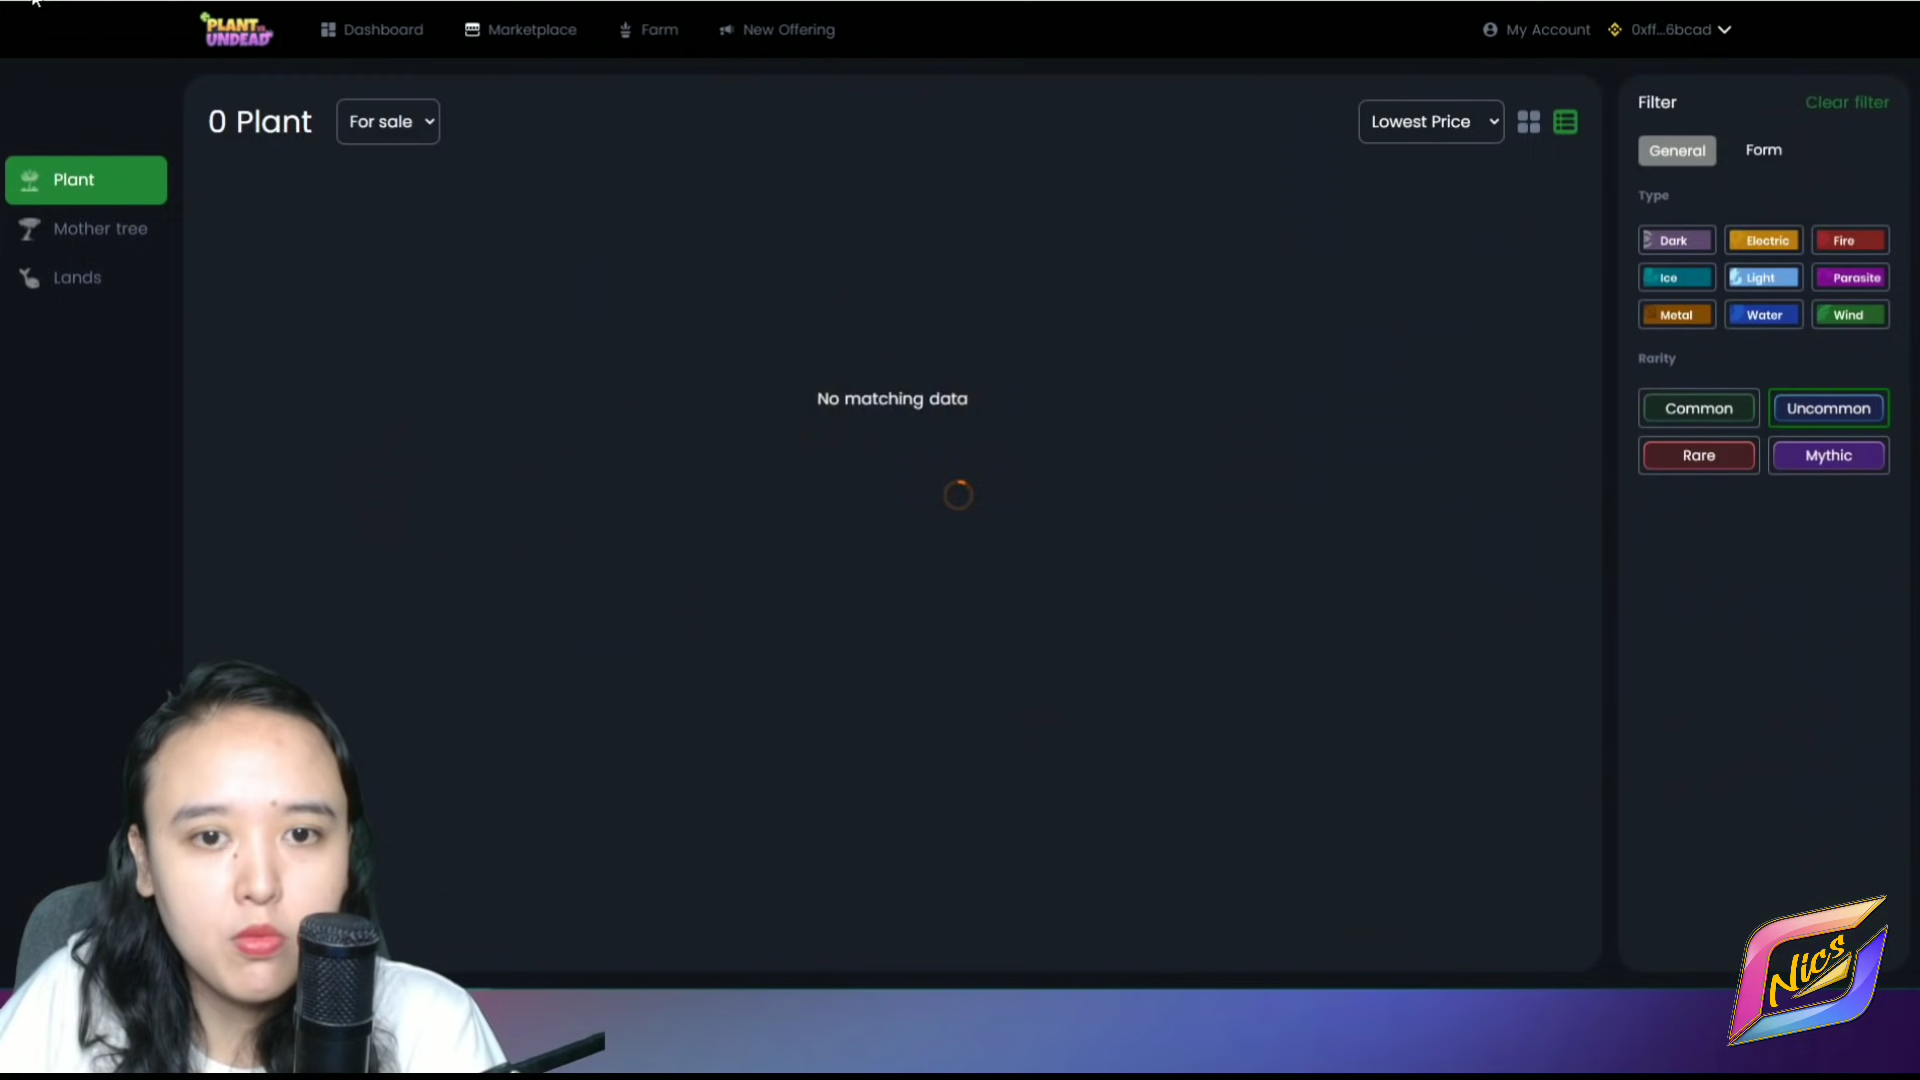 PLANT vs. UNDEAD
Dashboard
Marketplace
Farm
New Offering
My Account
0xff...6bcad
0 Plant
For sale
Lowest Price
Plant
Mother tree
Lands
No matching data
Filter
Clear filter
General
Form
Type
Dark
Electric
Fire
Ice
Light
Parasite
Metal
Water
Wind
Rarity
Common
Uncommon
Rare
Mythic
Nics